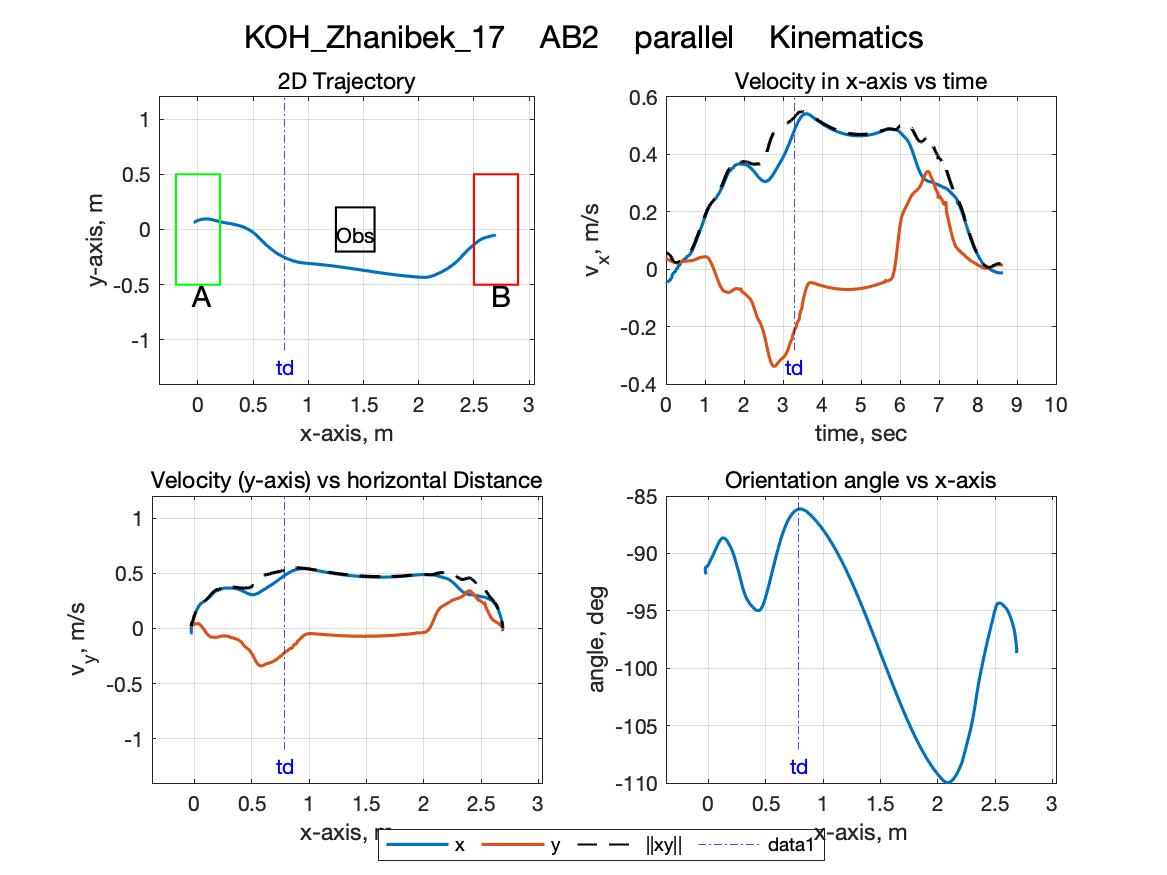 KOH_Zhanibek_17    AB2    parallel    Kinematics
2D Trajectory
1
0.5
0
-0.5
-1
y-axis, m
Obs
A
B
td
0 0.5 1 1.5 2 2.5 3
x-axis, m
Velocity in x-axis vs time
0.6
0.4
0.2
0
-0.2
-0.4
v_x, m/s
td
0 1 2 3 4 5 6 7 8 9 10
time, sec
Velocity (y-axis) vs horizontal Distance
1
0.5
0
-0.5
-1
v_y, m/s
td
0 0.5 1 1.5 2 2.5 3
x-axis, m
Orientation angle vs x-axis
-85
-90
-95
-100
-105
-110
angle, deg
td
0 0.5 1 1.5 2 2.5 3
x-axis, m
x y ||xy|| data1